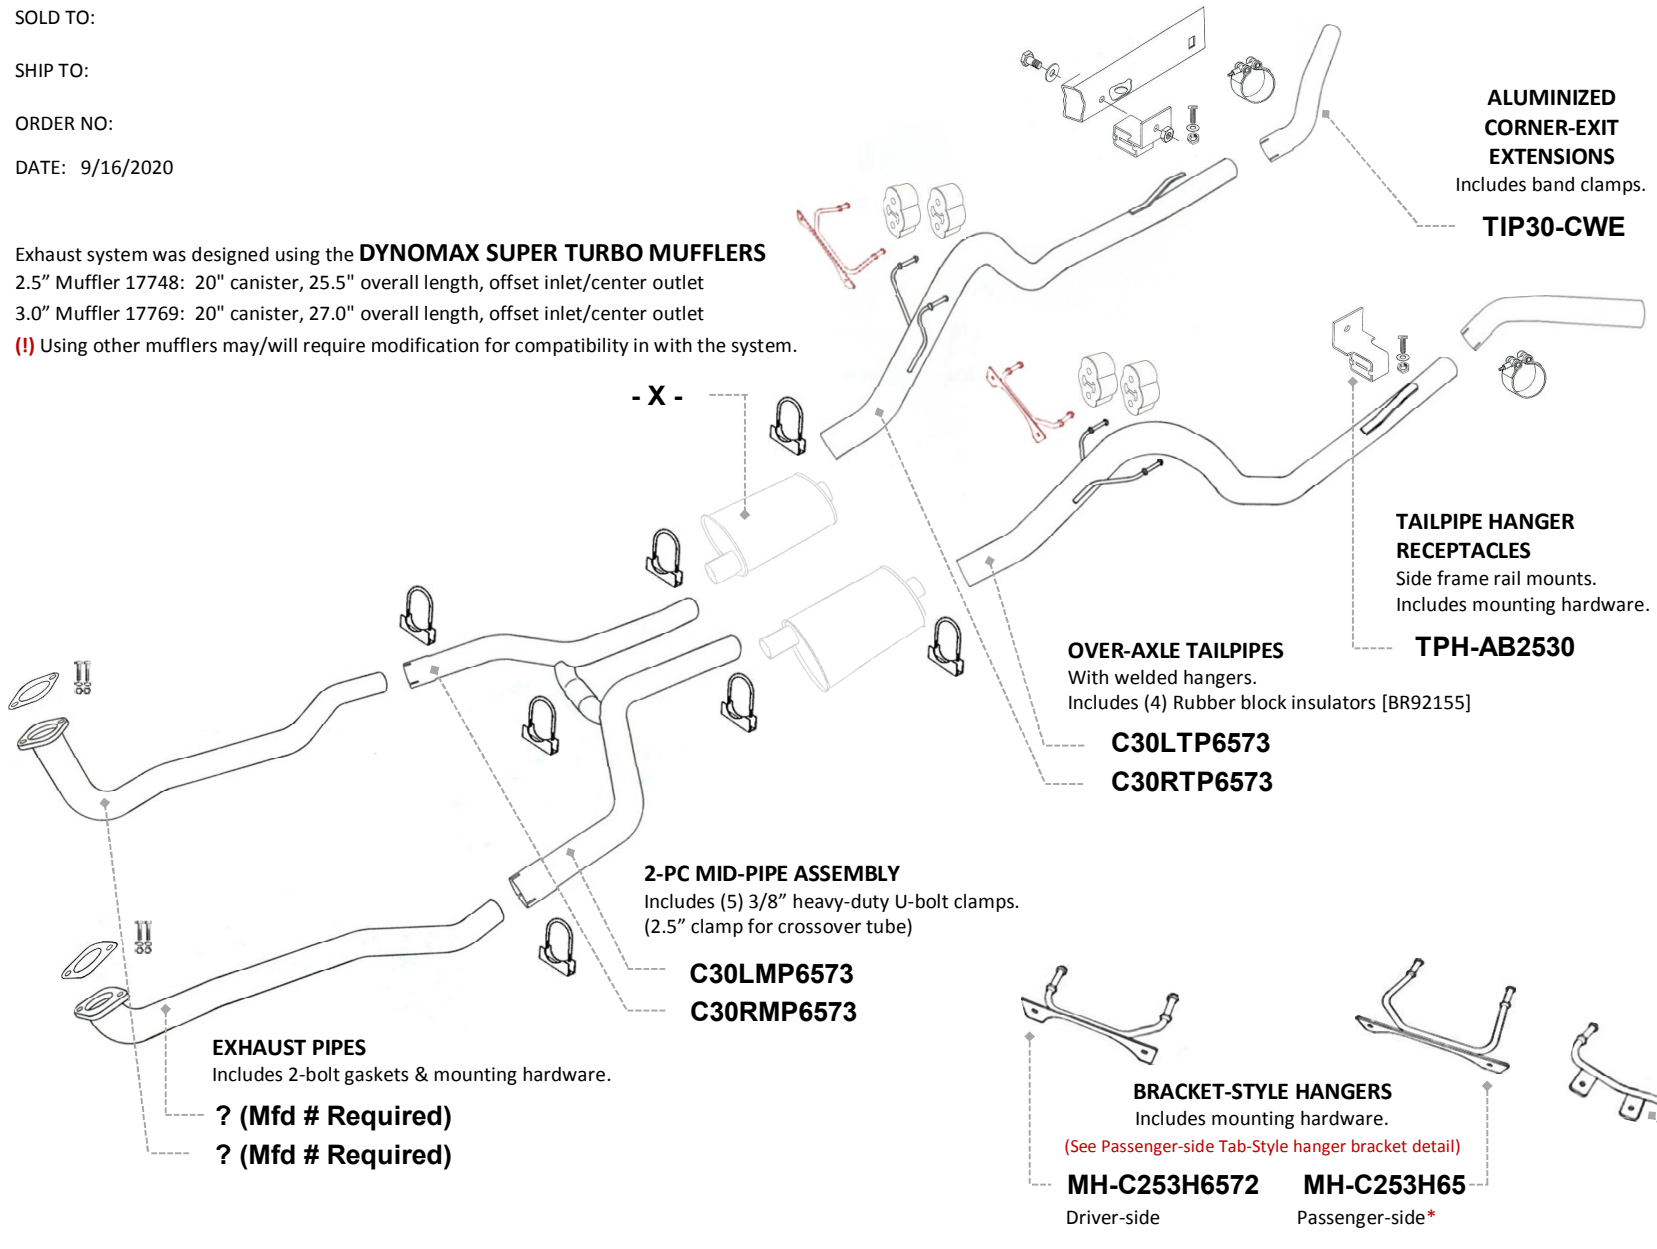 SOLD TO:
SHIP TO:
ORDER NO:
DATE: 9/16/2020
Exhaust system was designed using the DYNOMAX SUPER TURBO MUFFLERS
2.5” Muffler 17748: 20" canister, 25.5" overall length, offset inlet/center outlet
3.0” Muffler 17769: 20" canister, 27.0" overall length, offset inlet/center outlet
(!) Using other mufflers may/will require modification for compatibility in with the system.
- X -
ALUMINIZED
CORNER-EXIT
EXTENSIONS
Includes band clamps.
TIP30-CWE
TAILPIPE HANGER
RECEPTACLES
Side frame rail mounts.
Includes mounting hardware.
TPH-AB2530
OVER-AXLE TAILPIPES
With welded hangers.
Includes (4) Rubber block insulators [BR92155]
C30LTP6573
C30RTP6573
2-PC MID-PIPE ASSEMBLY
Includes (5) 3/8” heavy-duty U-bolt clamps.
(2.5” clamp for crossover tube)
C30LMP6573
C30RMP6573
EXHAUST PIPES
Includes 2-bolt gaskets & mounting hardware.
? (Mfd # Required)
? (Mfd # Required)
BRACKET-STYLE HANGERS
Includes mounting hardware.
(See Passenger-side Tab-Style hanger bracket detail)
MH-C253H6572 MH-C253H65
Driver-side Passenger-side*